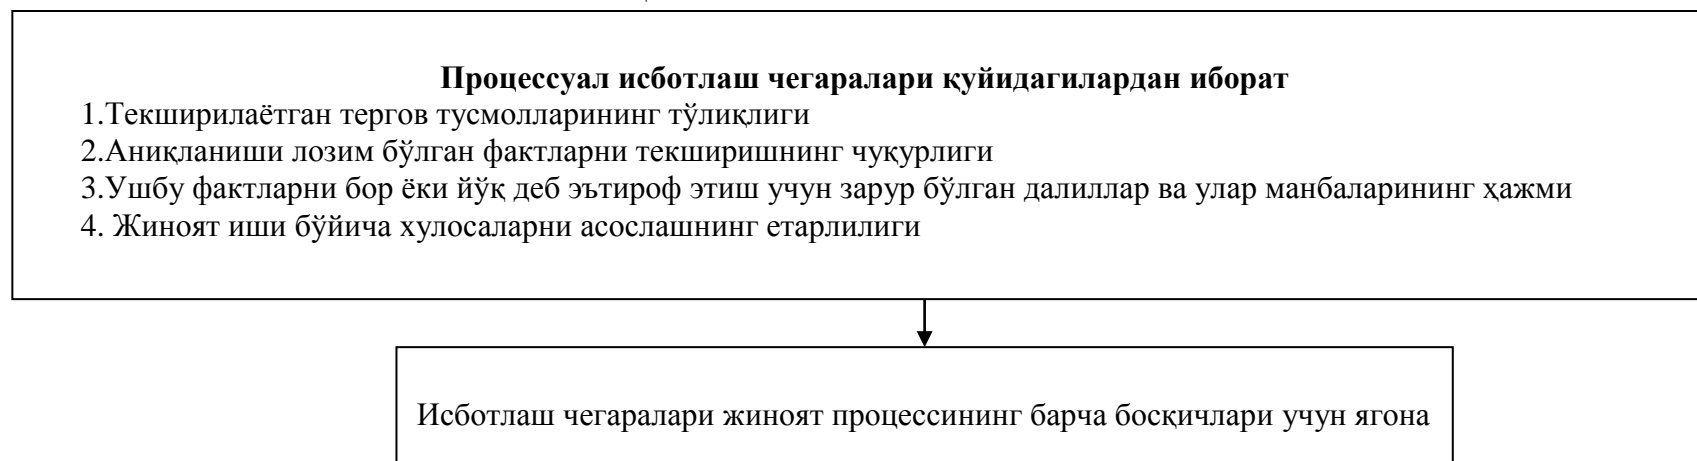 Процессуал исботлаш чегаралари қуйидагилардан иборат
1.Текширилаётган тергов тусмолларининг тўлиқлиги
2.Аниқланиши лозим бўлган фактларни текширишнинг чуқурлиги
3.Ушбу фактларни бор ёки йўқ деб эътироф этиш учун зарур бўлган далиллар ва улар манбаларининг ҳажми
4. Жиноят иши бўйича хулосаларни асослашнинг етарлилиги
Исботлаш чегаралари жиноят процессининг барча босқичлари учун ягона